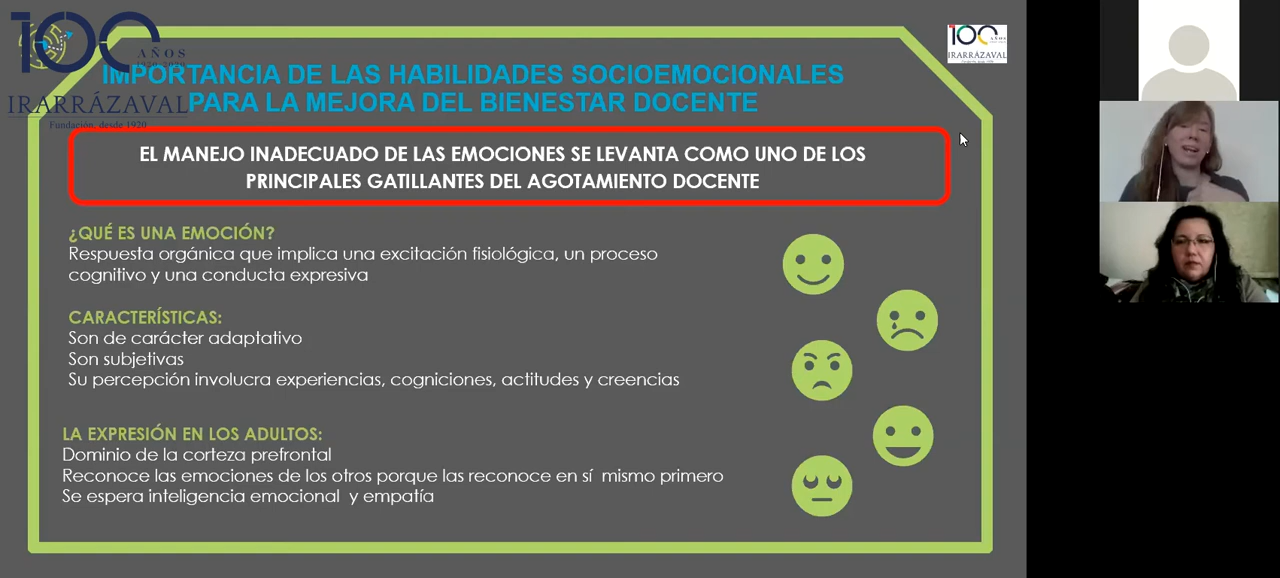 100
AÑOS
1920-2020
IRARRÁZAVAL
Fundación, desde 1920
100
AÑOS
IRARRÁZAVAL
IMPORTANCIA DE LAS HABILIDADES SOCIOEMOCIONALES
PARA LA MEJORA DEL BIENESTAR DOCENTE
EL MANEJO INADECUADO DE LAS EMOCIONES SE LEVANTA COMO UNO DE LOS
PRINCIPALES GATILLANTES DEL AGOTAMIENTO DOCENTE
¿QUÉ ES UNA EMOCIÓN?
Respuesta orgánica que implica una excitación fisiológica, un proceso
cognitivo y una conducta expresiva
CARACTERÍSTICAS:
Son de carácter adaptativo
Son subjetivas
Su percepción involucra experiencias, cogniciones, actitudes y creencias
LA EXPRESIÓN EN LOS ADULTOS:
Dominio de la corteza prefrontal
Reconoce las emociones de los otros porque las reconoce en sí mismo primero
Se espera inteligencia emocional y empatía